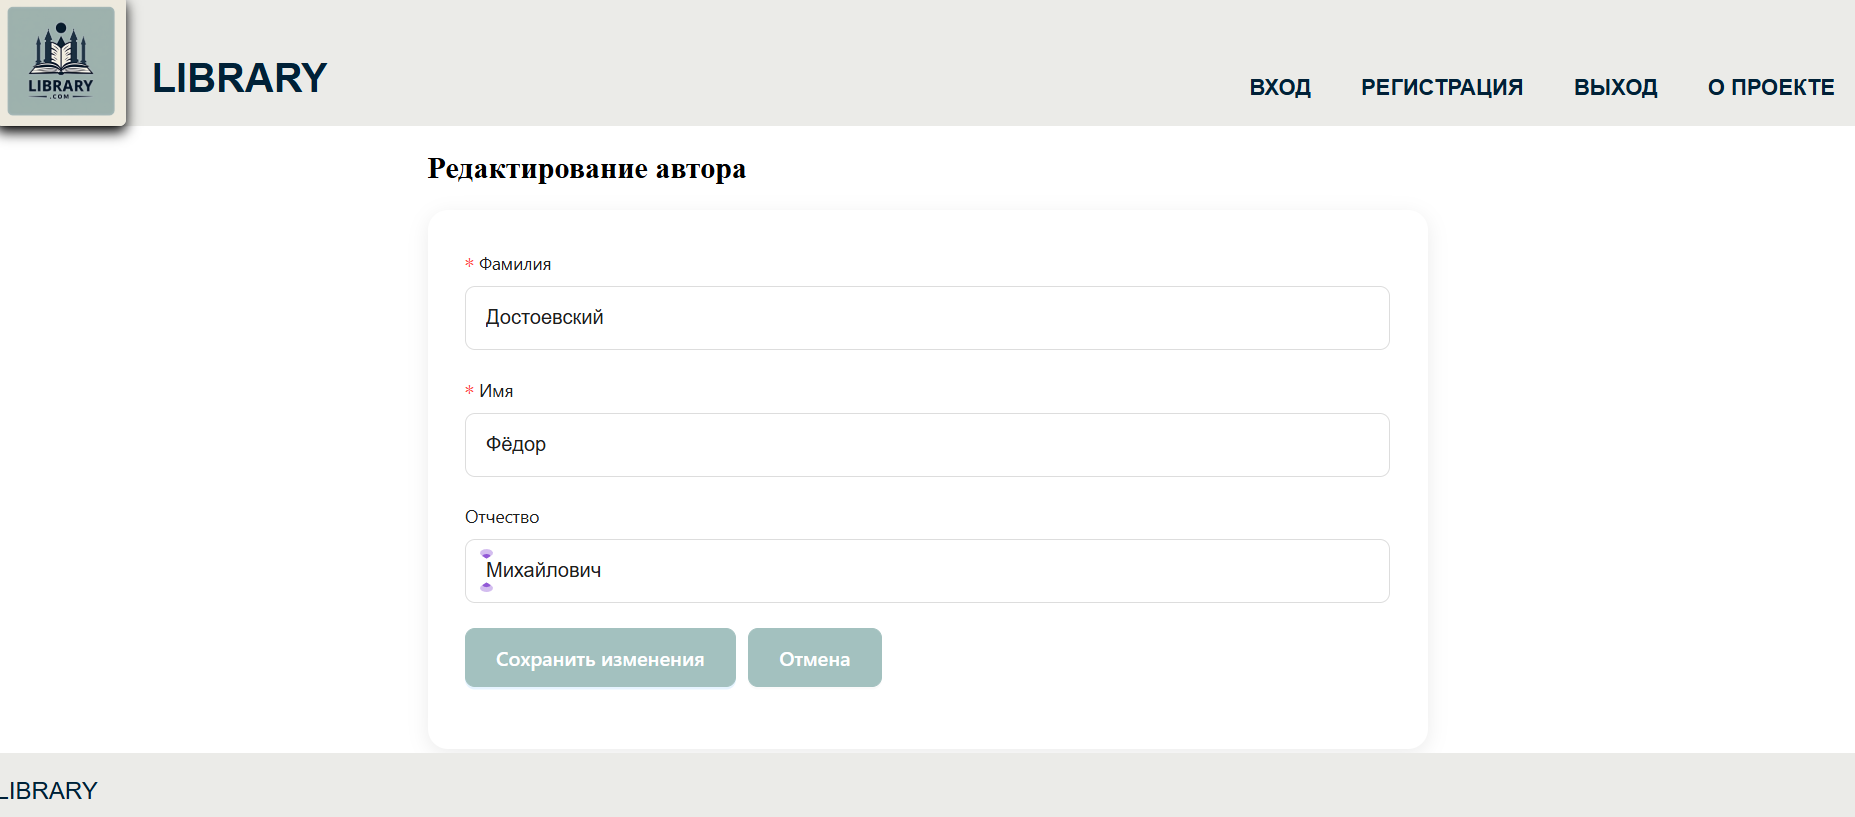 LIBRARY
.COM
LIBRARY
ВХОД РЕГИСТРАЦИЯ ВЫХОД О ПРОЕКТЕ
Редактирование автора
* Фамилия
Достоевский
* Имя
Фёдор
Отчество
Михайлович
Сохранить изменения Отмена
LIBRARY